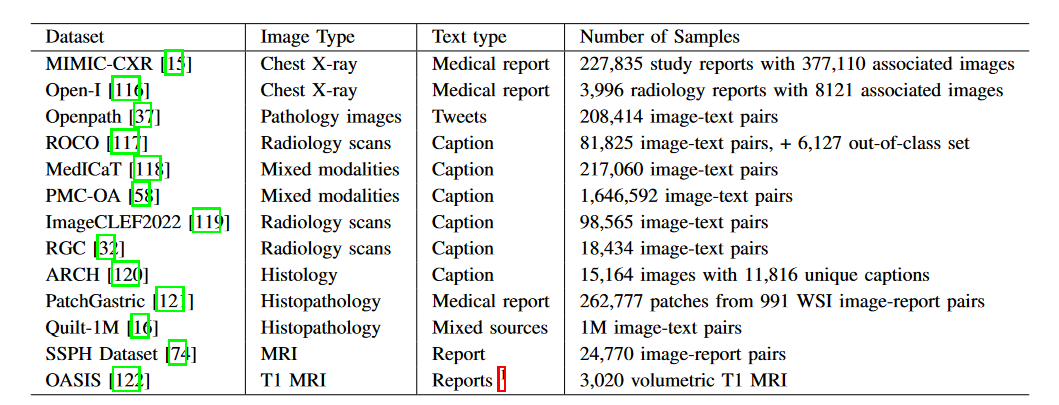 Dataset Image Type Text type Number of Samples
MIMIC-CXR [15] Chest X-ray Medical report 227,835 study reports with 377,110 associated images
Open-I [116] Chest X-ray Medical report 3,996 radiology reports with 8121 associated images
Openpath [37] Pathology images Tweets 208,414 image-text pairs
ROCO [117] Radiology scans Caption 81,825 image-text pairs, + 6,127 out-of-class set
MedICaT [118] Mixed modalities Caption 217,060 image-text pairs
PMC-OA [58] Mixed modalities Caption 1,646,592 image-text pairs
ImageCLEF2022 [119] Radiology scans Caption 98,565 image-text pairs
RGC [32] Radiology scans Caption 18,434 image-text pairs
ARCH [120] Histology Caption 15,164 images with 11,816 unique captions
PatchGastric [121] Histopathology Medical report 262,777 patches from 991 WSI image-report pairs
Quilt-1M [16] Histopathology Mixed sources 1M image-text pairs
SSPH Dataset [74] MRI Report 24,770 image-report pairs
OASIS [122] T1 MRI Reports 1 3,020 volumetric T1 MRI